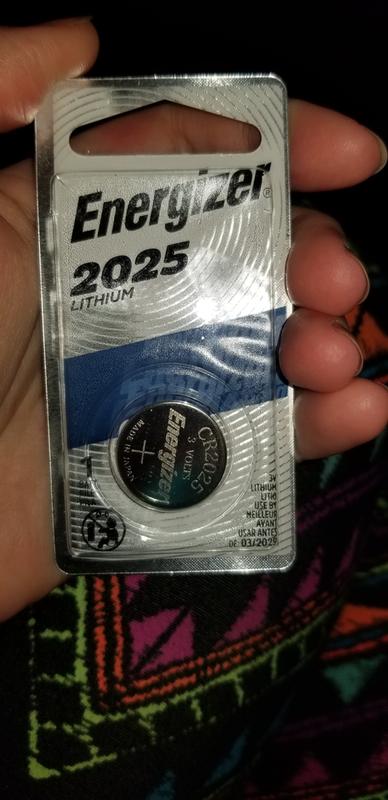 Energizer®
2025
LITHIUM
CR2025
3 VOLTS
Energizer
MADE IN JAPAN
+
1
3V
LITHIUM
LITIO
USE BY
MEILLEUR
AVANT
USAR ANTES
DE: 03/2029